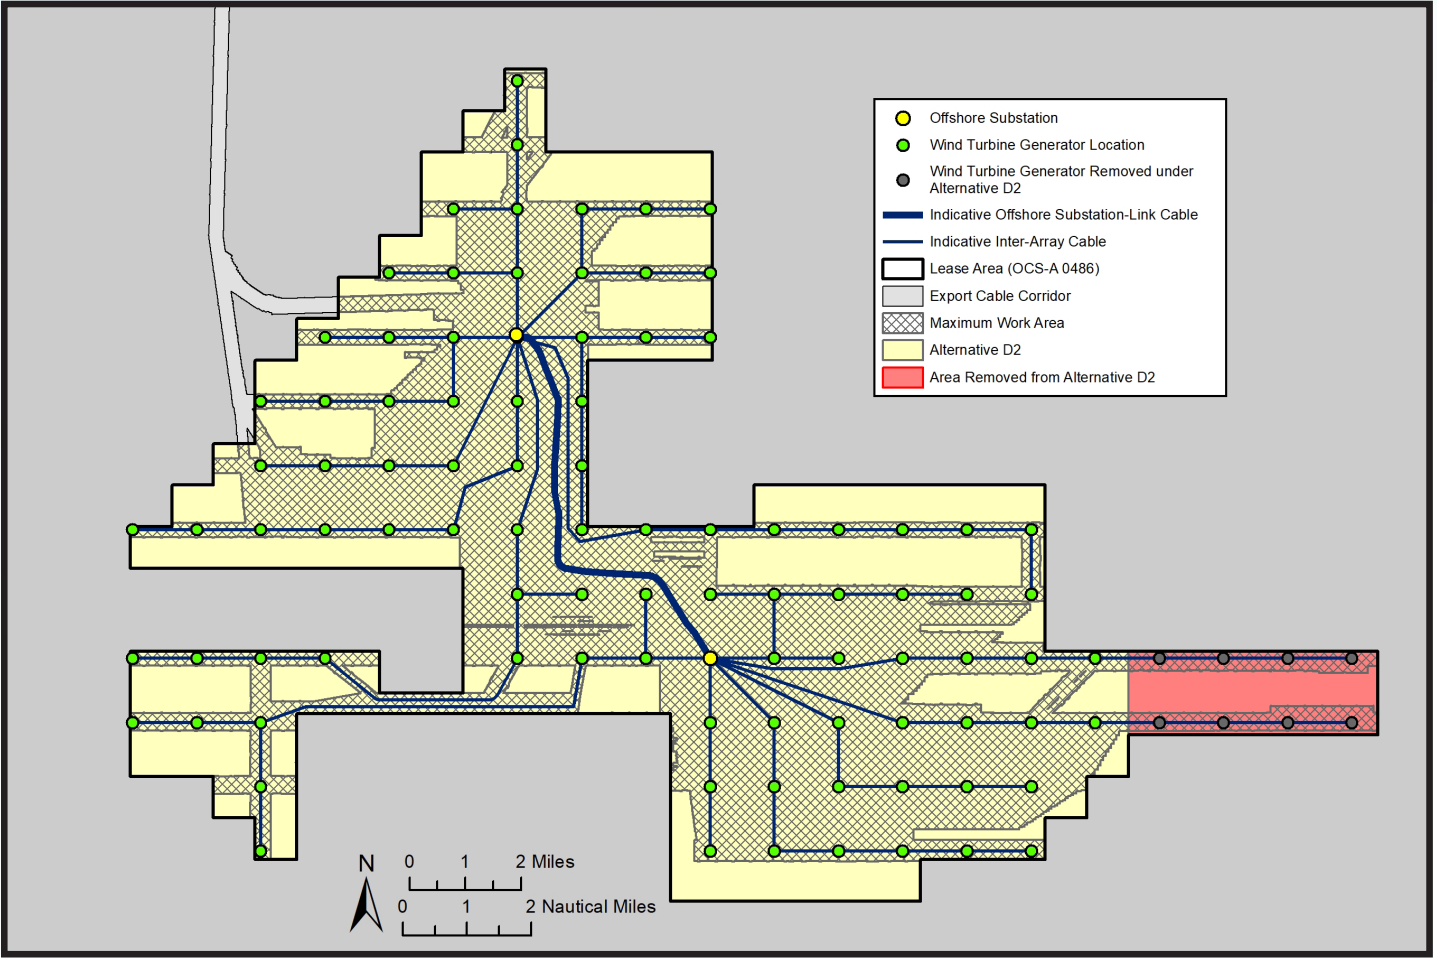 Offshore Substation
Wind Turbine Generator Location
Wind Turbine Generator Removed under
Alternative D2
Indicative Offshore Substation-Link Cable
Indicative Inter-Array Cable
Lease Area (OCS-A 0486)
Export Cable Corridor
Maximum Work Area
Alternative D2
Area Removed from Alternative D2
N
0 1 2 Miles
0 1 2 Nautical Miles